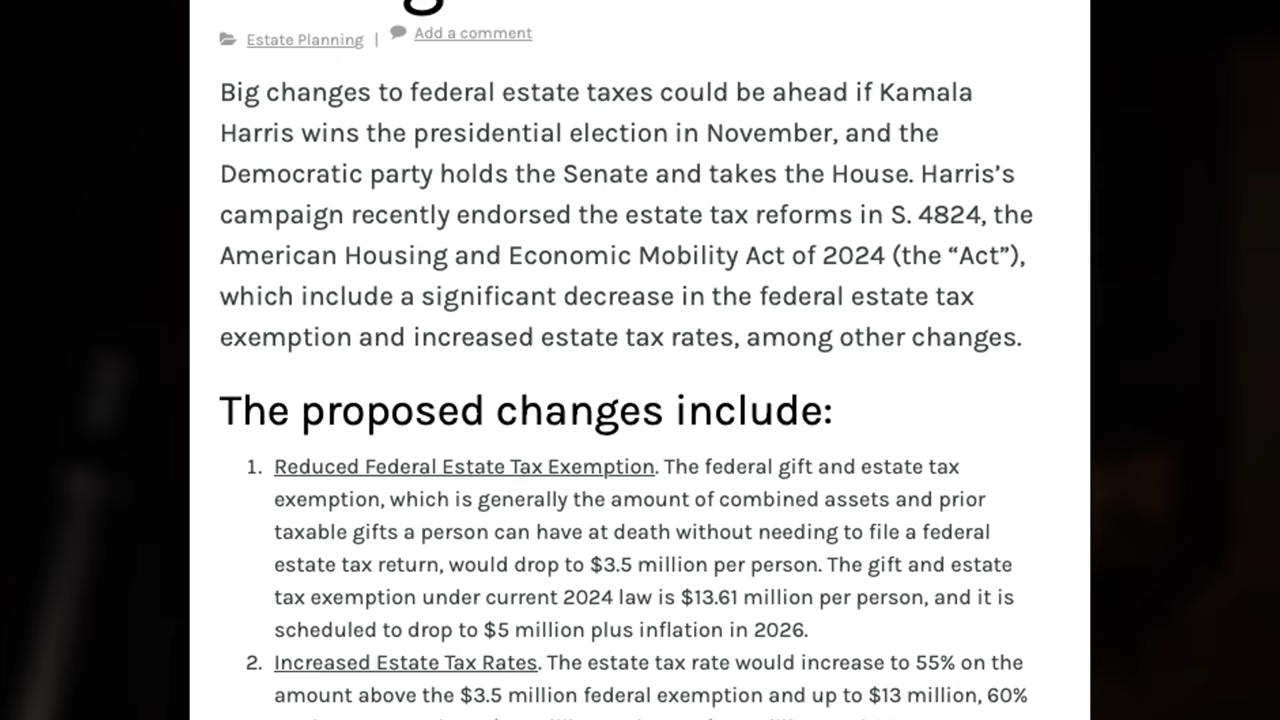 Estate Planning | Add a comment
Big changes to federal estate taxes could be ahead if Kamala
Harris wins the presidential election in November, and the
Democratic party holds the Senate and takes the House. Harris’s
campaign recently endorsed the estate tax reforms in S. 4824, the
American Housing and Economic Mobility Act of 2024 (the “Act”),
which include a significant decrease in the federal estate tax
exemption and increased estate tax rates, among other changes.
The proposed changes include:
1. Reduced Federal Estate Tax Exemption. The federal gift and estate tax
exemption, which is generally the amount of combined assets and prior
taxable gifts a person can have at death without needing to file a federal
estate tax return, would drop to $3.5 million per person. The gift and estate
tax exemption under current 2024 law is $13.61 million per person, and it is
scheduled to drop to $5 million plus inflation in 2026.
2. Increased Estate Tax Rates. The estate tax rate would increase to 55% on the
amount above the $3.5 million federal exemption and up to $13 million, 60%